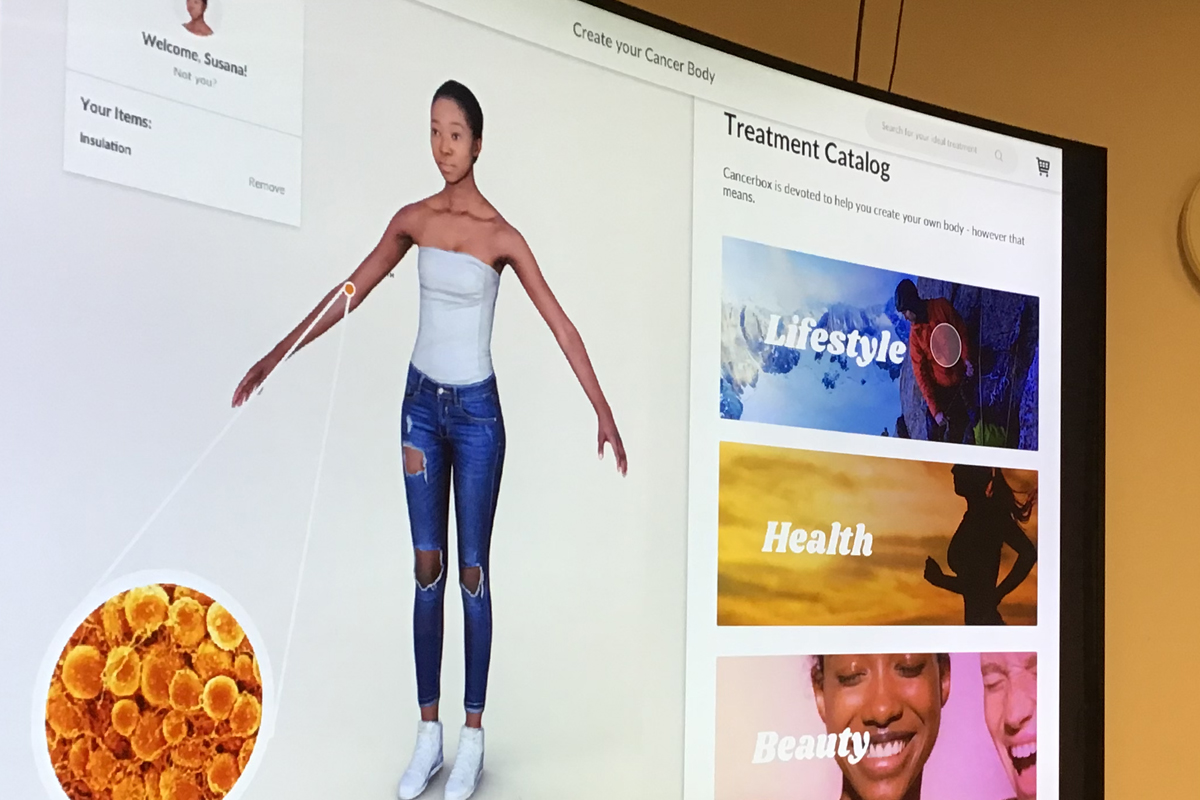 Welcome, Susana!
Not you?
Your Items:
Insulation
Remove
Create your Cancer Body
Search for your ideal treatment
Treatment Catalog
Cancerbox is devoted to help you create your own body - however that
means.
Lifestyle
Health
Beauty